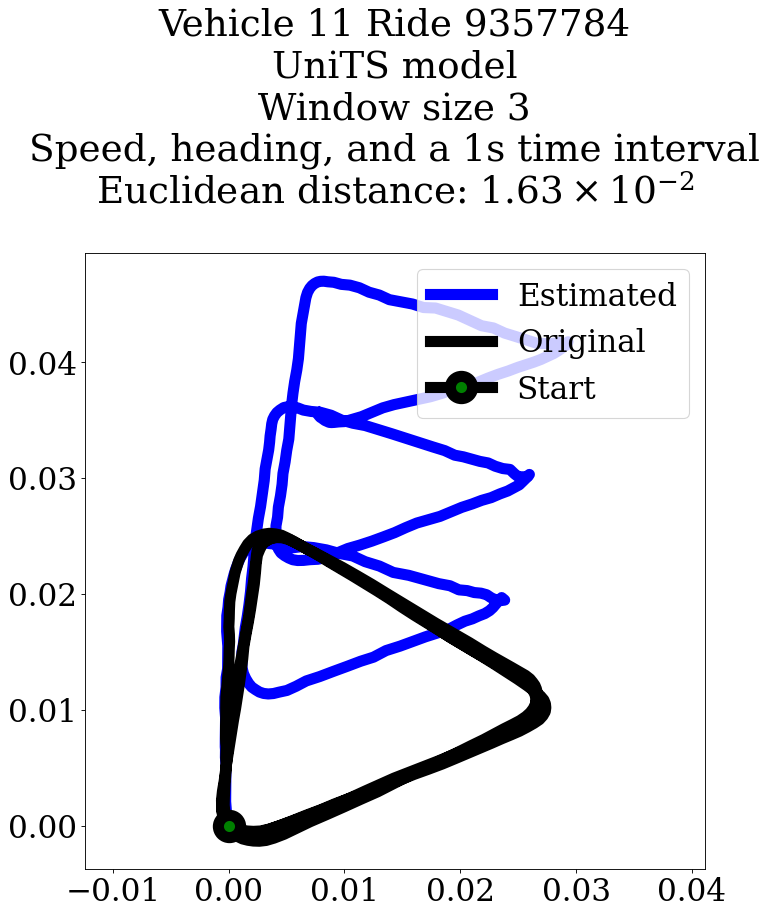 Vehicle 11 Ride 9357784
UniTS model
Window size 3
Speed, heading, and a 1s time interval
Euclidean distance: 1.63 × 10⁻²
Estimated
Original
Start
0.04
0.03
0.02
0.01
0.00
−0.01 0.00 0.01 0.02 0.03 0.04